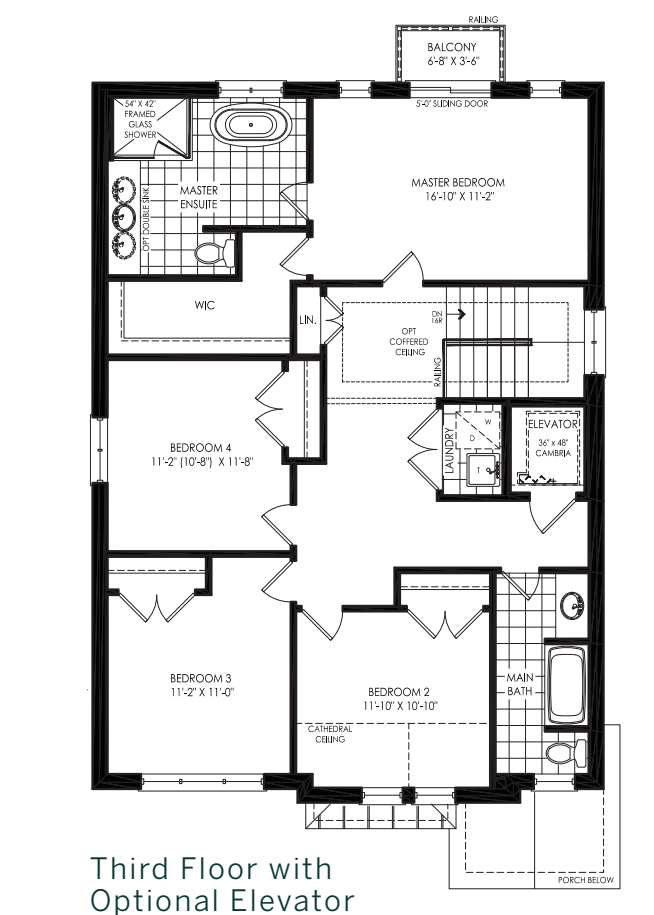 RAILING
BALCONY
6'-8" X 3'-6"
5'-0" SLIDING DOOR
54" X 42"
FRAMED
GLASS
SHOWER
MASTER
ENSUITE
OPT DOUBLE SINK
MASTER BEDROOM
16'-10" X 11'-2"
WIC
LIN.
OPT
COFFERED
CEILING
DN
16R
RAILING
LAUNDRY
W
D
T
ELEVATOR
36" x 48"
CAMBRIA
BEDROOM 4
11'-2" (10'-8") X 11'-8"
BEDROOM 3
11'-2" X 11'-0"
BEDROOM 2
11'-10" X 10'-10"
CATHEDRAL
CEILING
MAIN
BATH
PORCH BELOW
Third Floor with
Optional Elevator